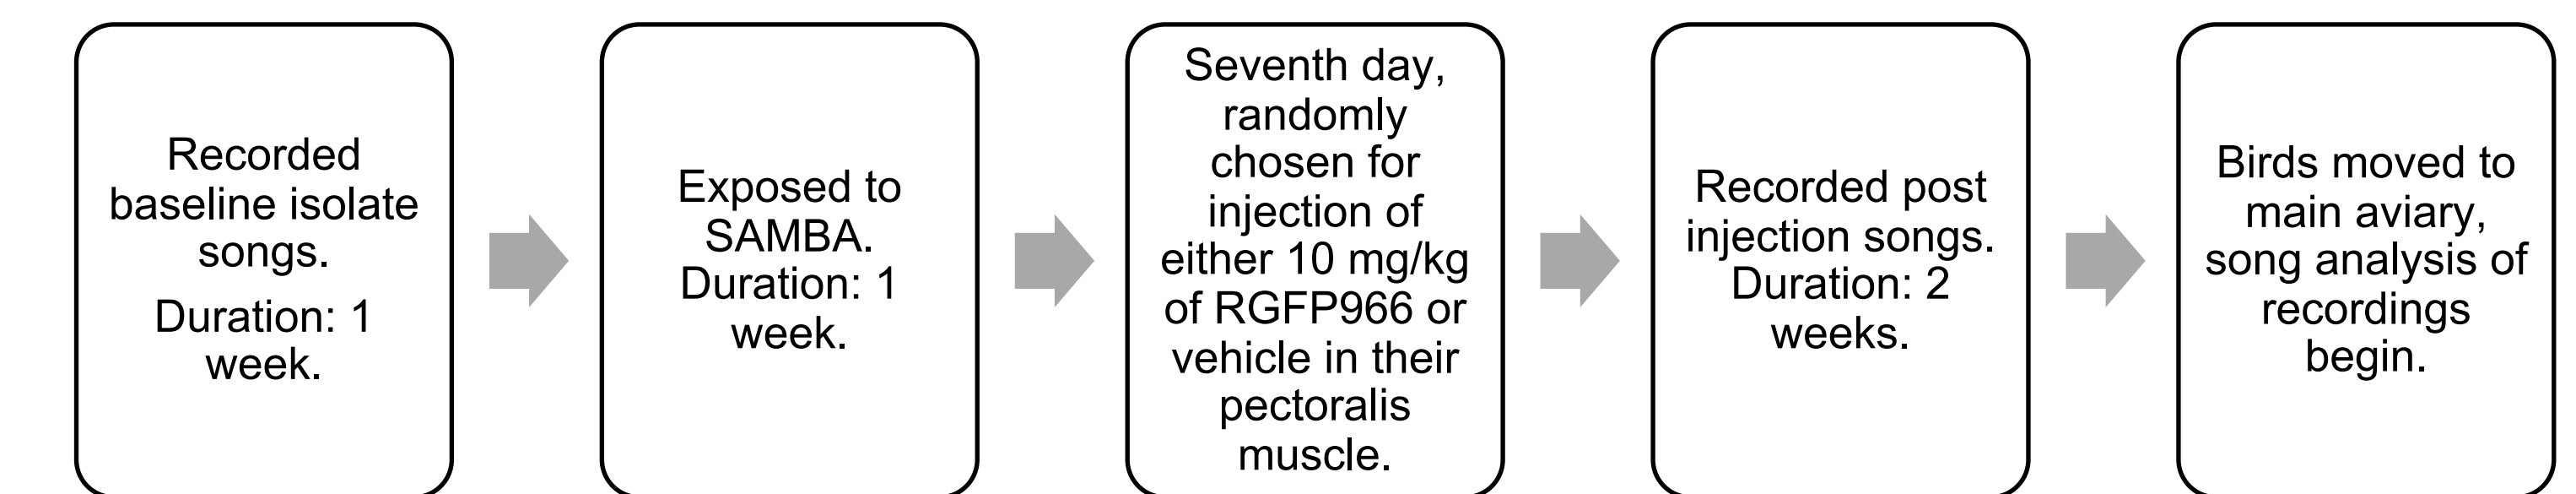 Recorded
baseline isolate
songs.
Duration: 1
week.
Exposed to
SAMBA.
Duration: 1
week.
Seventh day,
randomly
chosen for
injection of
either 10 mg/kg
of RGFP966 or
vehicle in their
pectoralis
muscle.
Recorded post
injection songs.
Duration: 2
weeks.
Birds moved to
main aviary,
song analysis of
recordings
begin.